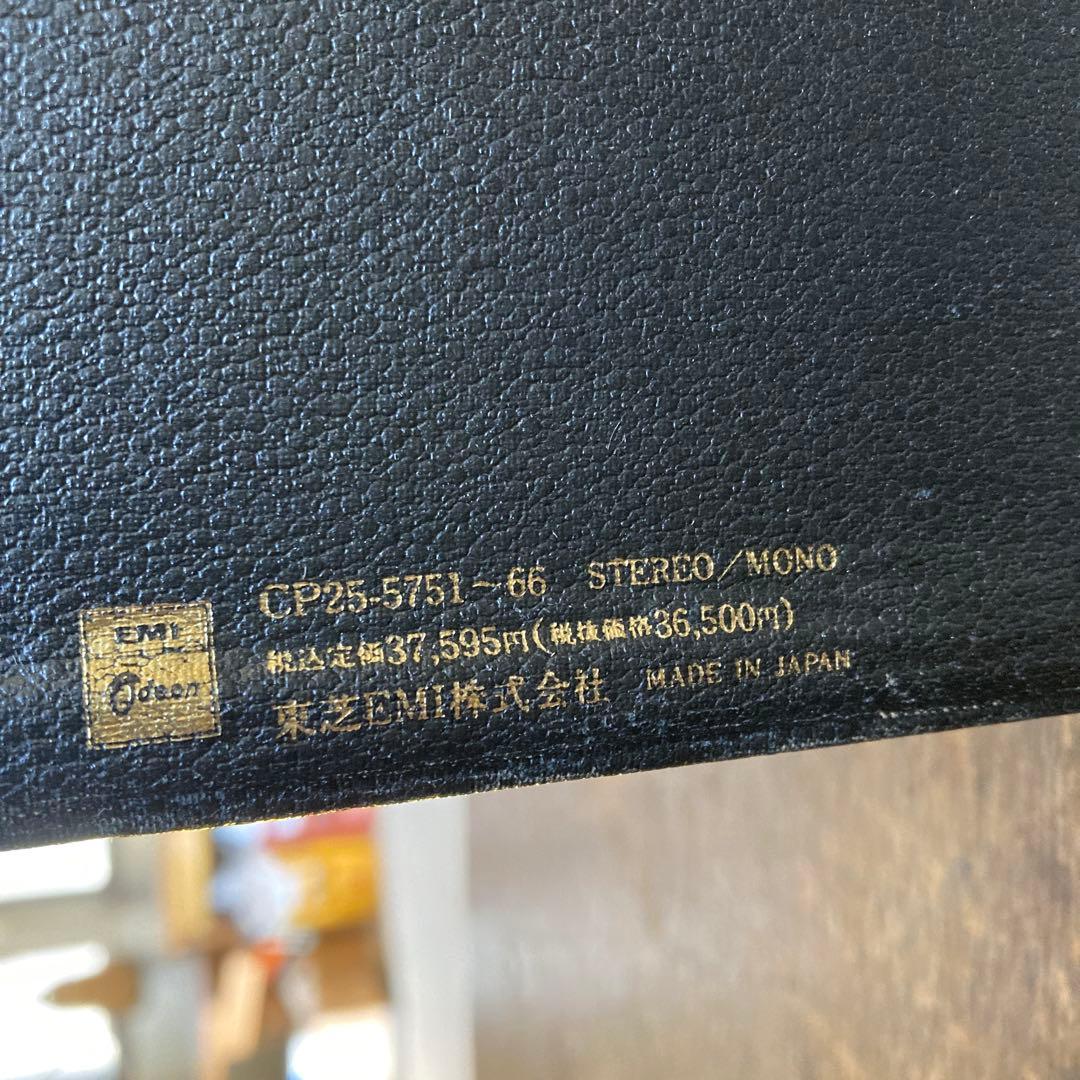 CP25-5751~66 STEREO/MONO
EMI
Odeon
税込定価37,595円(税抜価格36,500円)
東芝EMI株式会社 MADE IN JAPAN